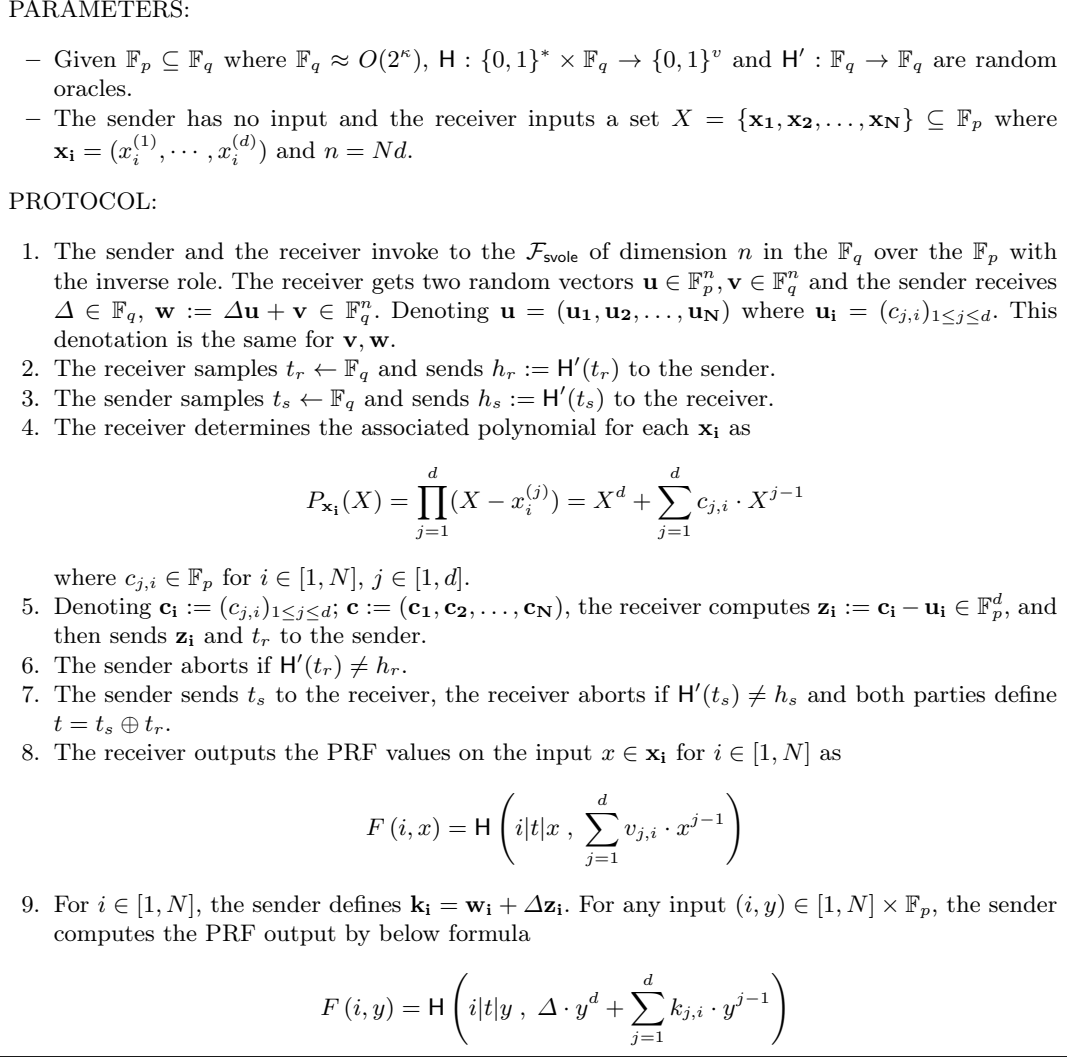 PARAMETERS:
– Given 𝔽_p ⊆ 𝔽_q where 𝔽_q ≈ O(2^κ), H : {0,1}^* × 𝔽_q → {0,1}^v and H′ : 𝔽_q → 𝔽_q are random
oracles.
– The sender has no input and the receiver inputs a set X = {x_1, x_2, . . . , x_N} ⊆ 𝔽_p where
x_i = (x_i^{(1)}, · · · , x_i^{(d)}) and n = Nd.
PROTOCOL:
1. The sender and the receiver invoke to the ℱ_svole of dimension n in the 𝔽_q over the 𝔽_p with
the inverse role. The receiver gets two random vectors u ∈ 𝔽_p^n, v ∈ 𝔽_q^n and the sender receives
Δ ∈ 𝔽_q, w := Δu + v ∈ 𝔽_q^n. Denoting u = (u_1, u_2, . . . , u_N) where u_i = (c_{j,i})_{1≤j≤d}. This
denotation is the same for v, w.
2. The receiver samples t_r ← 𝔽_q and sends h_r := H′(t_r) to the sender.
3. The sender samples t_s ← 𝔽_q and sends h_s := H′(t_s) to the receiver.
4. The receiver determines the associated polynomial for each x_i as
P_{x_i}(X) = ∏_{j=1}^{d} (X − x_i^{(j)}) = X^d + ∑_{j=1}^{d} c_{j,i} · X^{j−1}
where c_{j,i} ∈ 𝔽_p for i ∈ [1, N], j ∈ [1, d].
5. Denoting c_i := (c_{j,i})_{1≤j≤d}; c := (c_1, c_2, . . . , c_N), the receiver computes z_i := c_i − u_i ∈ 𝔽_p^d, and
then sends z_i and t_r to the sender.
6. The sender aborts if H′(t_r) ≠ h_r.
7. The sender sends t_s to the receiver, the receiver aborts if H′(t_s) ≠ h_s and both parties define
t = t_s ⊕ t_r.
8. The receiver outputs the PRF values on the input x ∈ x_i for i ∈ [1, N] as
F (i, x) = H ( i|t|x , ∑_{j=1}^{d} v_{j,i} · x^{j−1} )
9. For i ∈ [1, N], the sender defines k_i = w_i + Δz_i. For any input (i, y) ∈ [1, N] × 𝔽_p, the sender
computes the PRF output by below formula
F (i, y) = H ( i|t|y , Δ · y^d + ∑_{j=1}^{d} k_{j,i} · y^{j−1} )